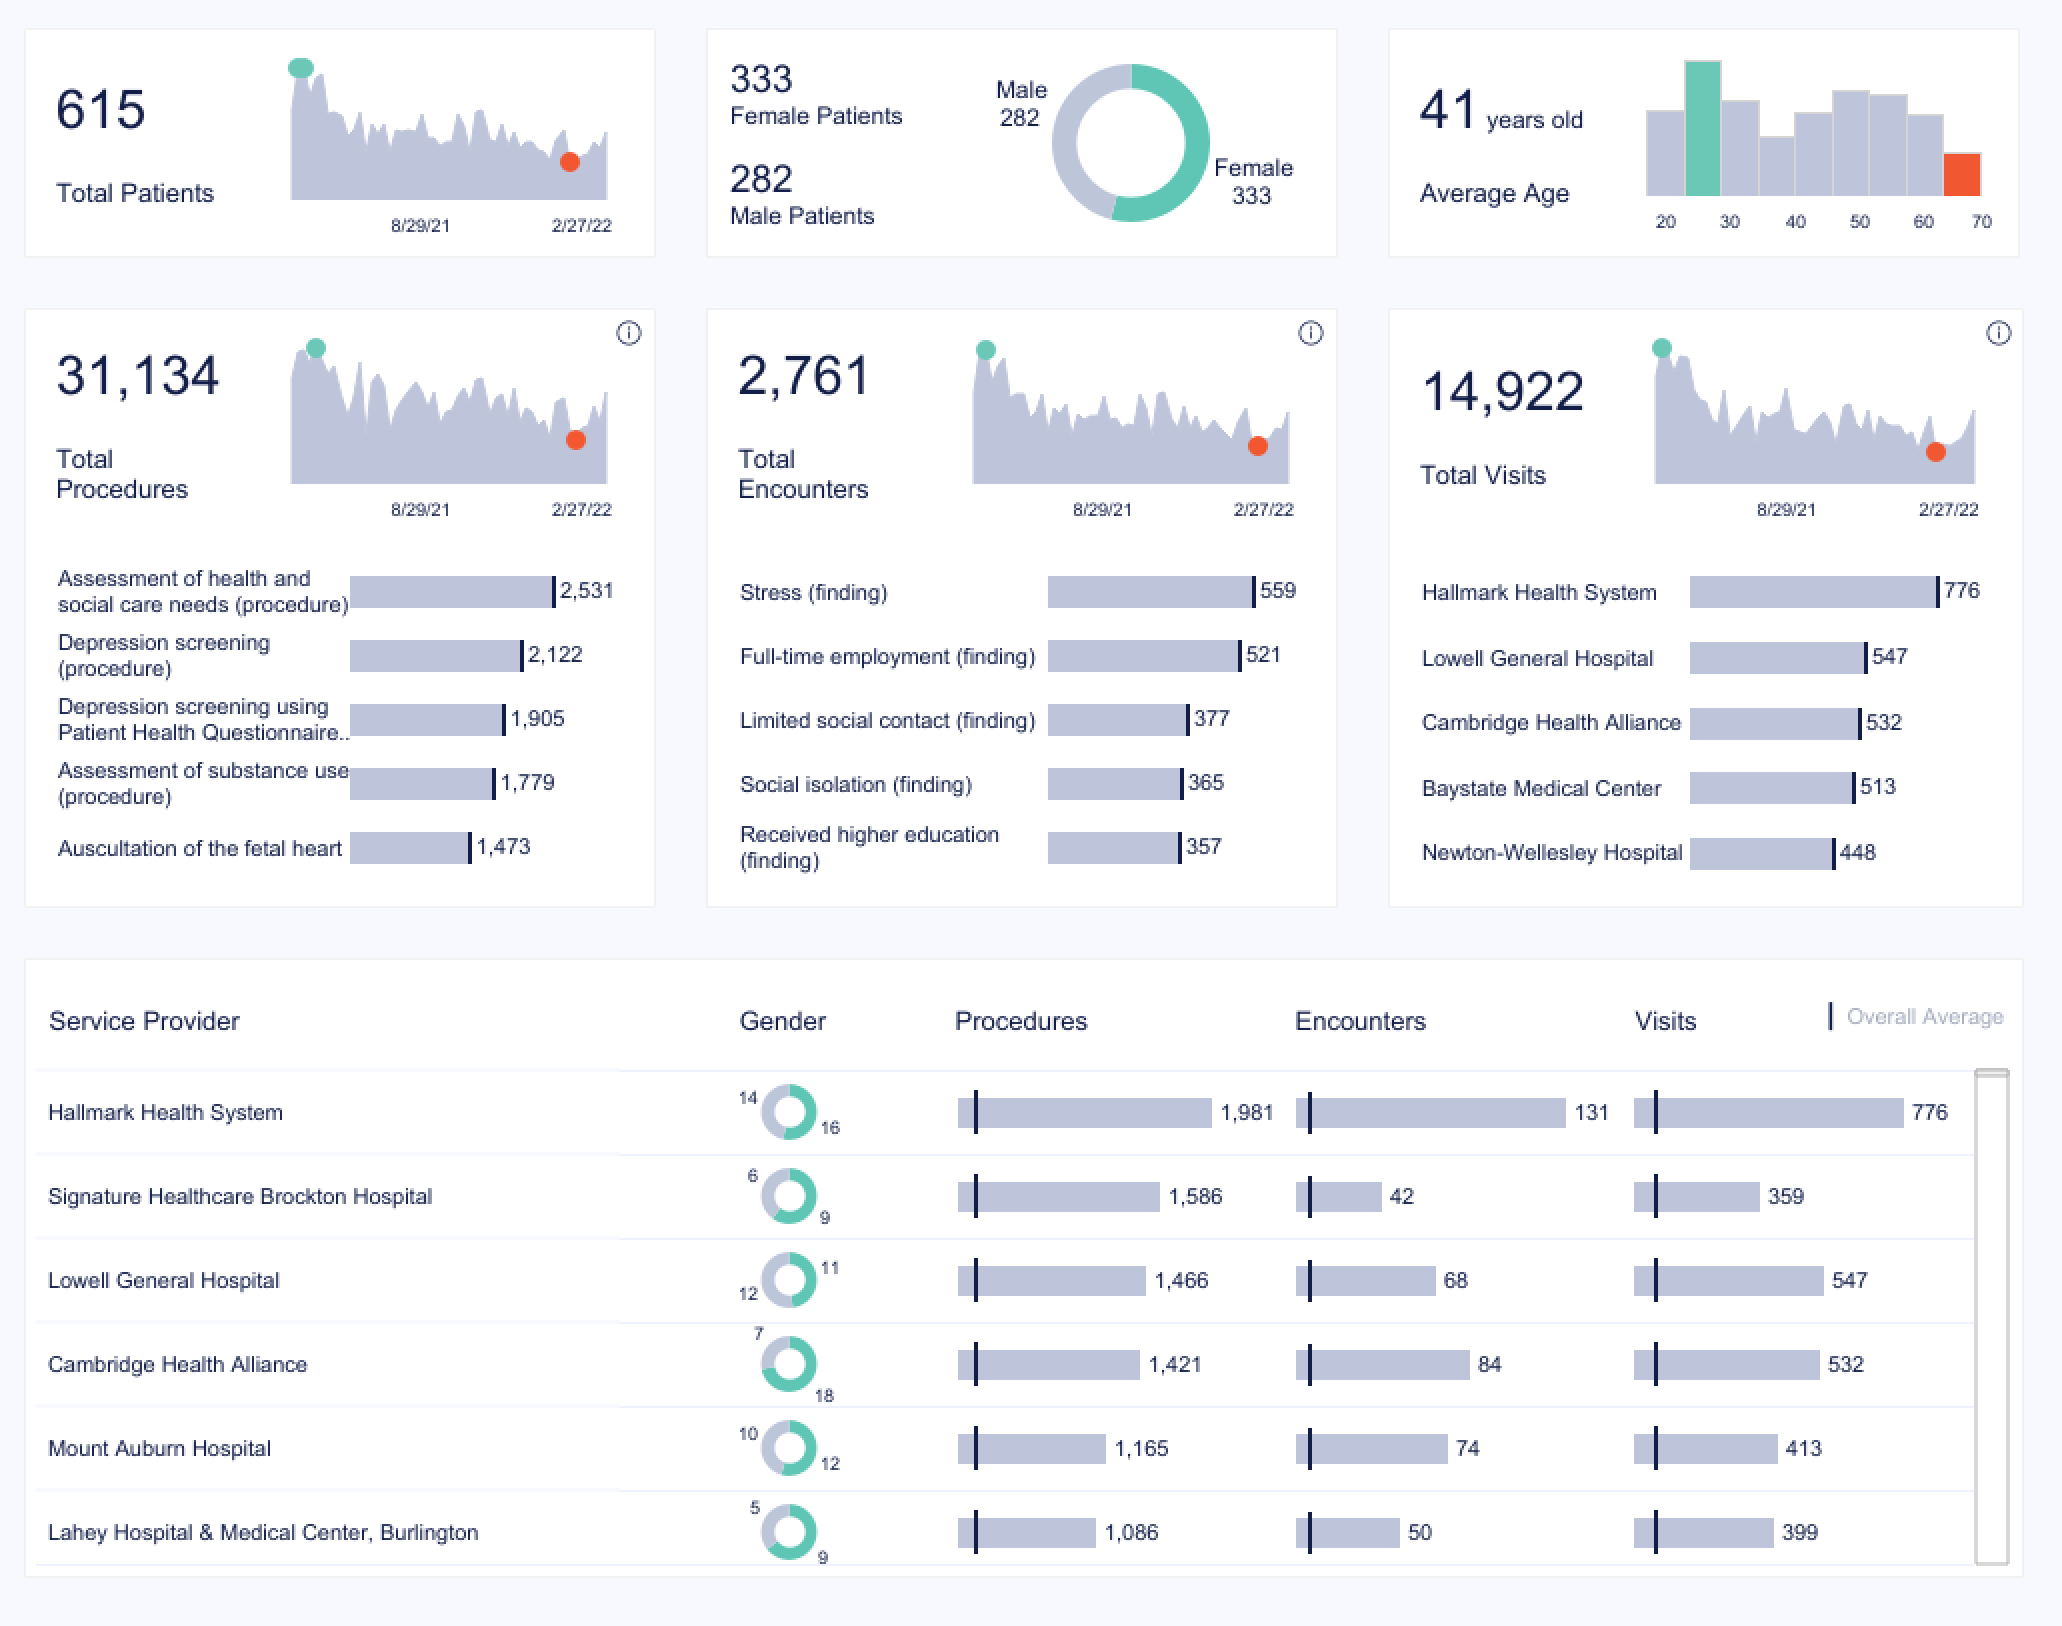 615
Total Patients
8/29/21
2/27/22
333
Female Patients
282
Male Patients
Male
282
Female
333
41 years old
Average Age
20
30
40
50
60
70
31,134
Total
Procedures
8/29/21
2/27/22
Assessment of health and
social care needs (procedure)
2,531
Depression screening
(procedure)
2,122
Depression screening using
Patient Health Questionnaire..
1,905
Assessment of substance use
(procedure)
1,779
Auscultation of the fetal heart
1,473
2,761
Total
Encounters
8/29/21
2/27/22
Stress (finding)
559
Full-time employment (finding)
521
Limited social contact (finding)
377
Social isolation (finding)
365
Received higher education
(finding)
357
14,922
Total Visits
8/29/21
2/27/22
Hallmark Health System
776
Lowell General Hospital
547
Cambridge Health Alliance
532
Baystate Medical Center
513
Newton-Wellesley Hospital
448
Service Provider
Gender
Procedures
Encounters
Visits
Overall Average
Hallmark Health System
14
16
1,981
131
776
Signature Healthcare Brockton Hospital
6
9
1,586
42
359
Lowell General Hospital
11
12
1,466
68
547
Cambridge Health Alliance
7
18
1,421
84
532
Mount Auburn Hospital
10
12
1,165
74
413
Lahey Hospital & Medical Center, Burlington
5
9
1,086
50
399